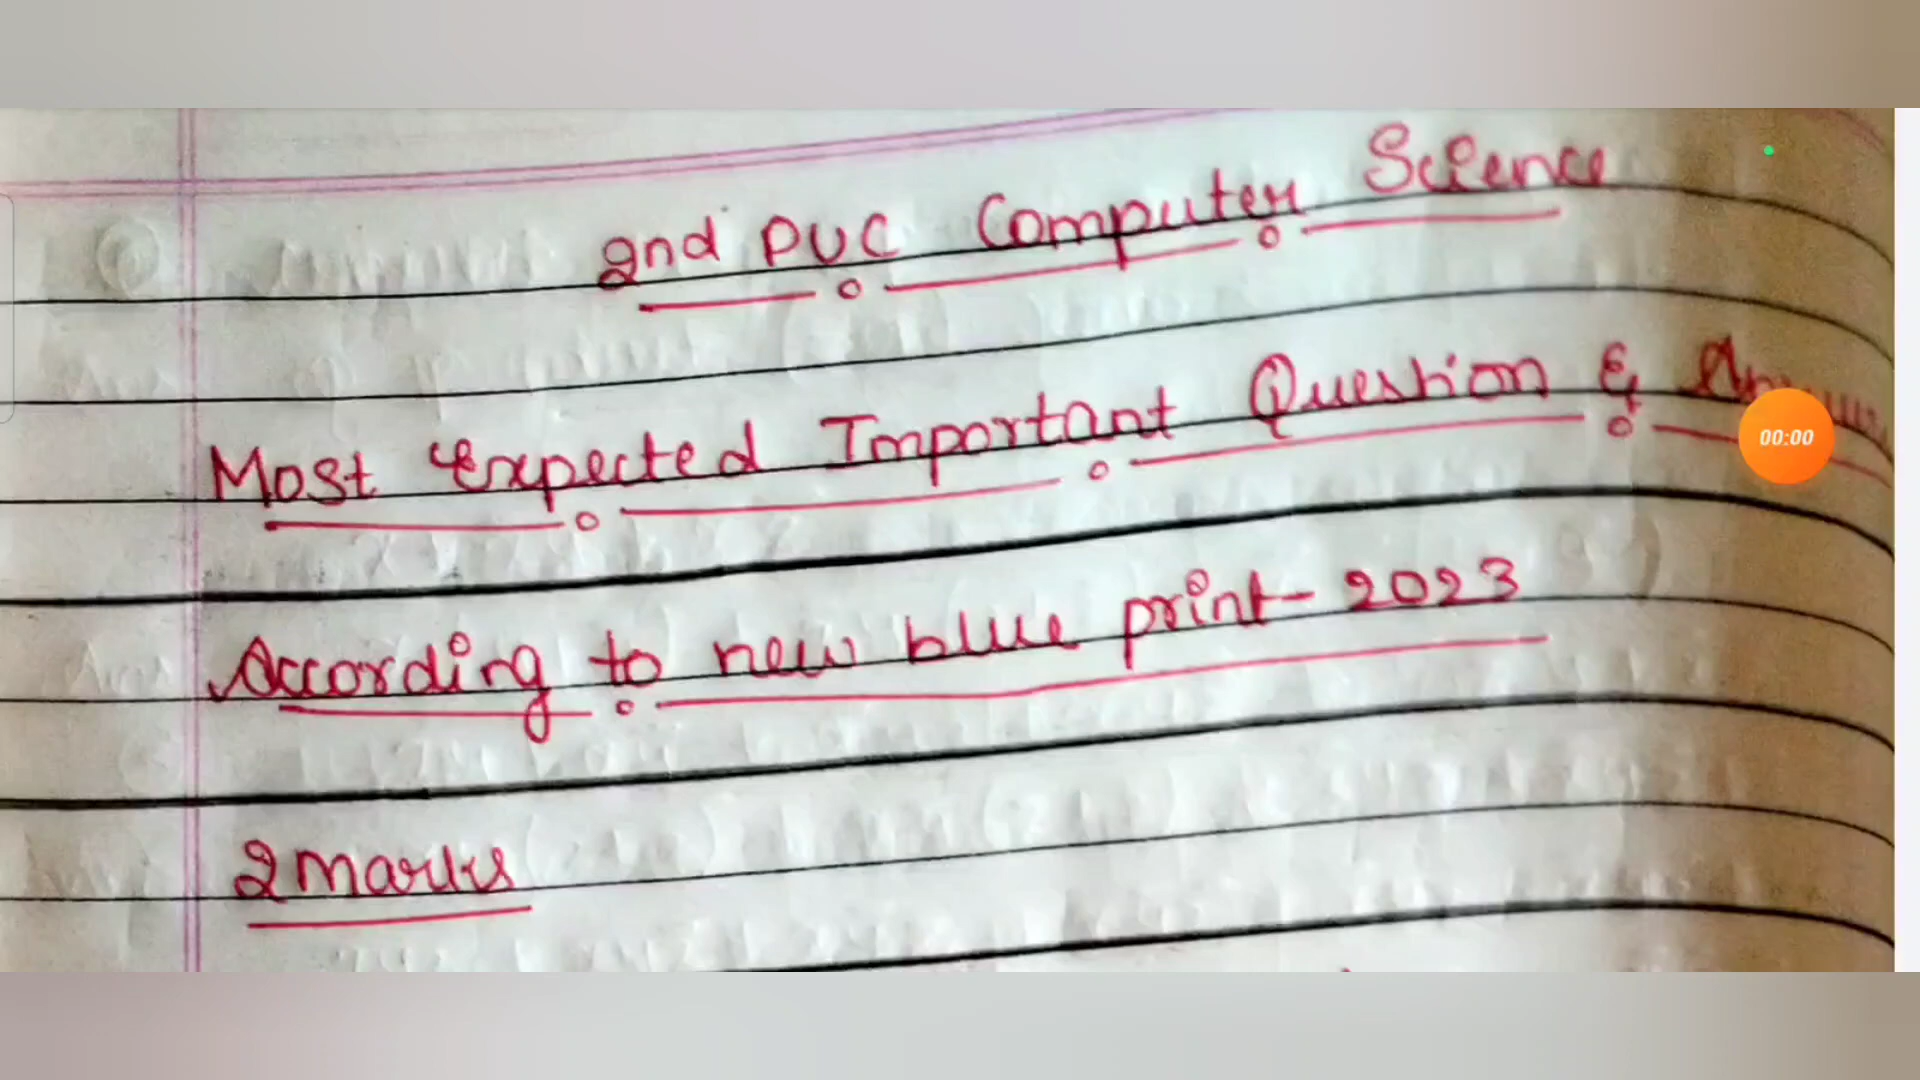 2nd PUC Computer Science
Most Expected Important Question &
00:00
According to new blue print-2023
2marks